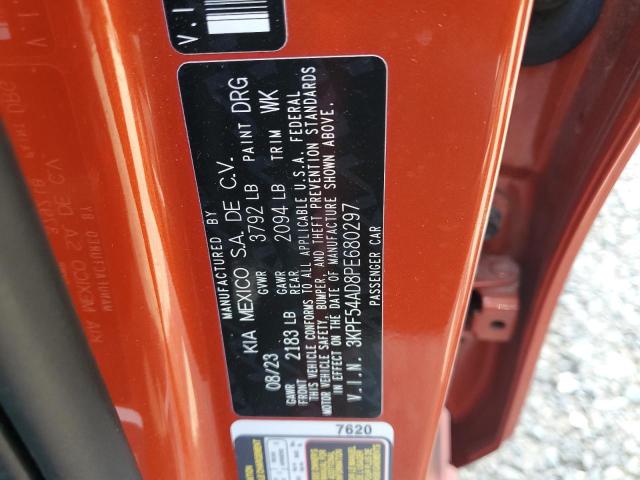 V.I
MANUFACTURED BY
KIA MEXICO S.A. DE C.V.
08/23 GVWR 3792 LB PAINT DRG
GAWR FRONT 2183 LB GAWR REAR 2094 LB TRIM WK
THIS VEHICLE CONFORMS TO ALL APPLICABLE U.S.A. FEDERAL
MOTOR VEHICLE SAFETY, BUMPER, AND THEFT PREVENTION STANDARDS
IN EFFECT ON THE DATE OF MANUFACTURE SHOWN ABOVE.
V.I.N. 3KPF54AD8PE680297
PASSENGER CAR
7620